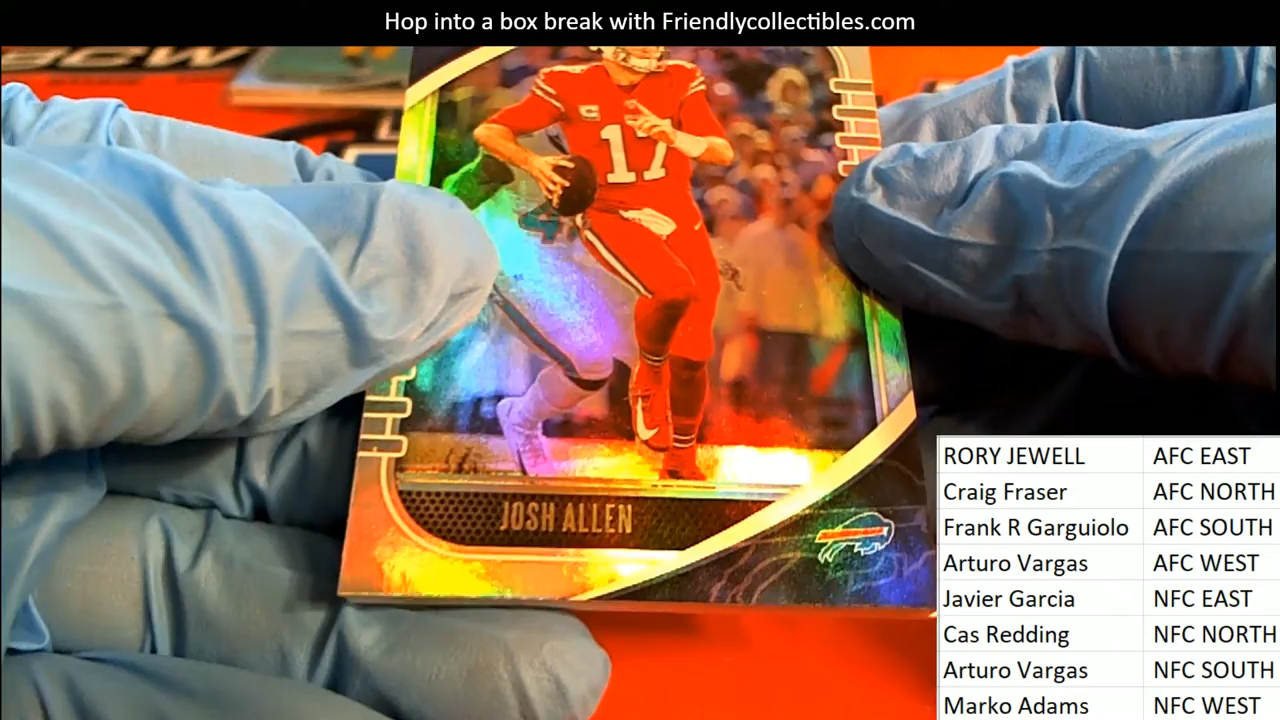 Hop into a box break with Friendlycollectibles.com
17
JOSH ALLEN
RORY JEWELL AFC EAST
Craig Fraser AFC NORTH
Frank R Garguiolo AFC SOUTH
Arturo Vargas AFC WEST
Javier Garcia NFC EAST
Cas Redding NFC NORTH
Arturo Vargas NFC SOUTH
Marko Adams NFC WEST